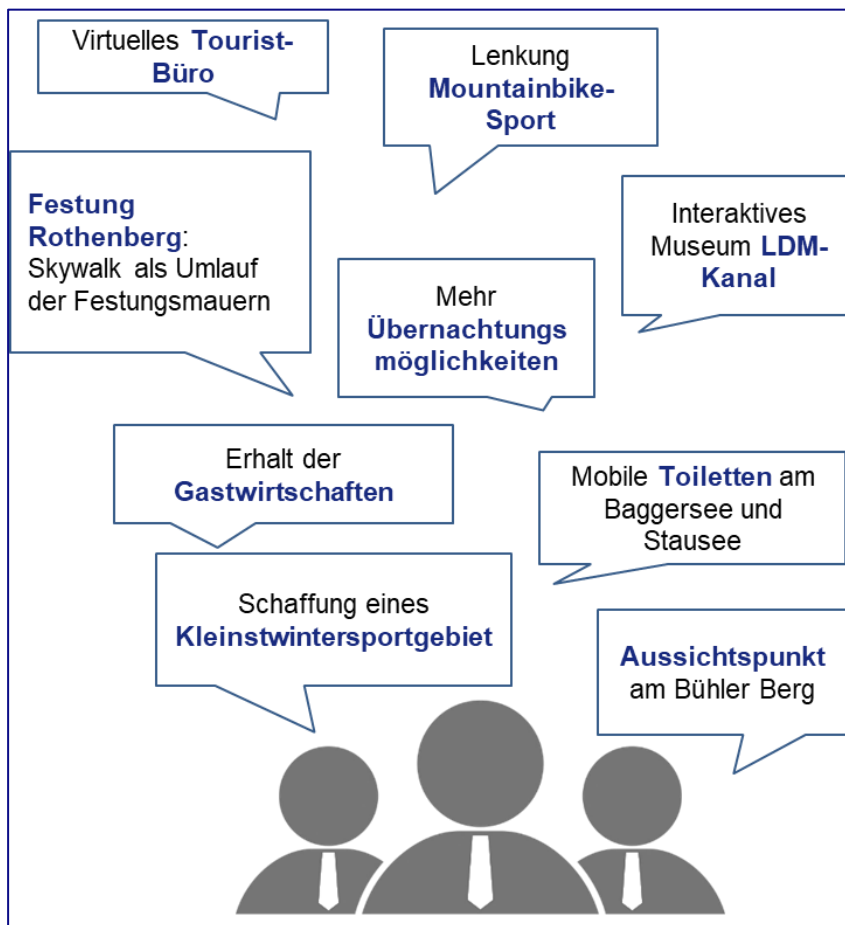 Virtuelles Tourist-
Büro
Lenkung
Mountainbike-
Sport
Festung
Rothenberg:
Skywalk als Umlauf
der Festungsmauern
Interaktives
Museum LDM-
Kanal
Mehr
Übernachtungs
möglichkeiten
Erhalt der
Gastwirtschaften
Mobile Toiletten am
Baggersee und
Stausee
Schaffung eines
Kleinstwintersportgebiet
Aussichtspunkt
am Bühler Berg